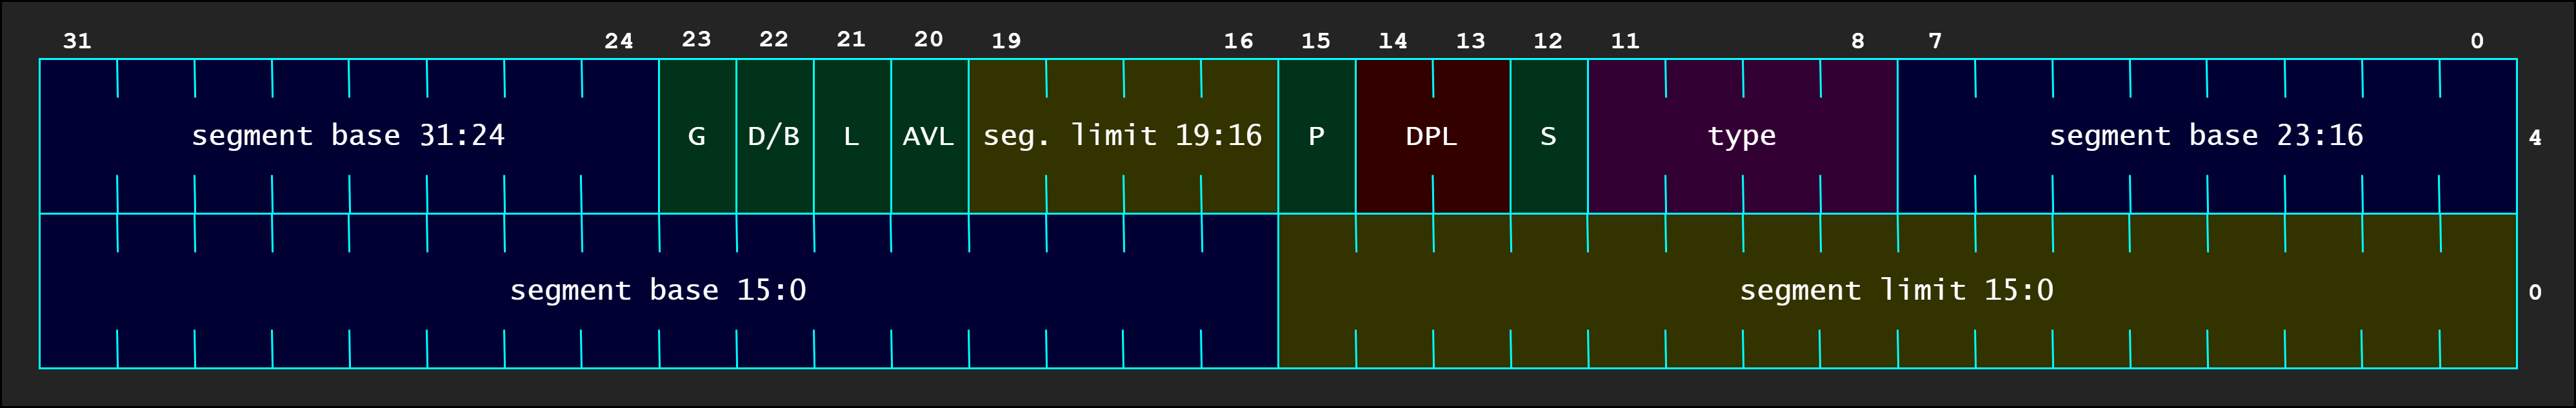 31 24 23 22 21 20 19 16 15 14 13 12 11 8 7 0
segment base 31:24 G D/B L AVL seg. limit 19:16 P DPL S type segment base 23:16 4
segment base 15:0 segment limit 15:0 0